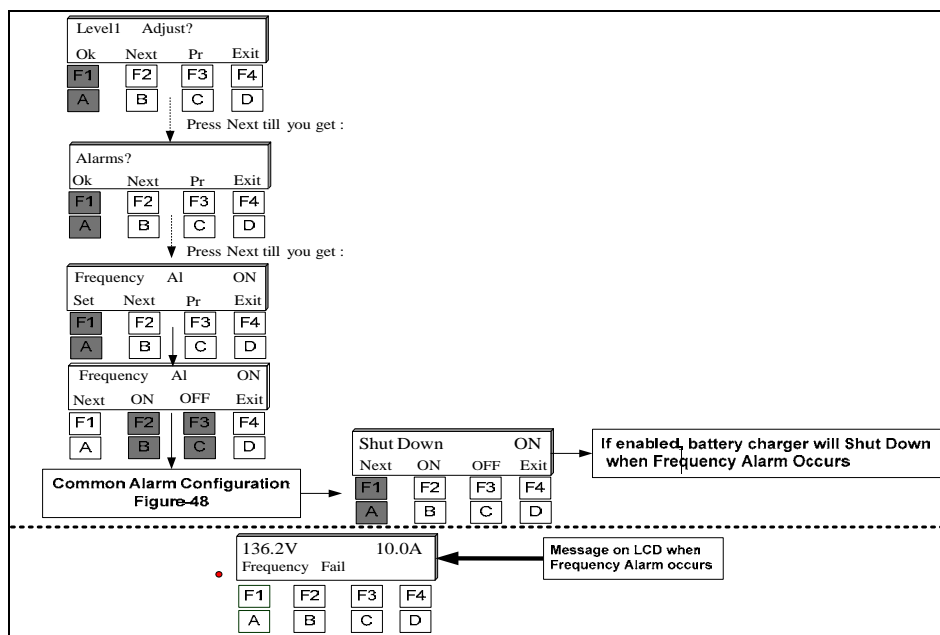 Level1 Adjust?
Ok Next Pr Exit
F1 F2 F3 F4
A B C D
Press Next till you get :
Alarms?
Ok Next Pr Exit
F1 F2 F3 F4
A B C D
Press Next till you get :
Frequency Al ON
Set Next Pr Exit
F1 F2 F3 F4
A B C D
Frequency Al ON
Next ON OFF Exit
F1 F2 F3 F4
A B C D
Common Alarm Configuration
Figure-48
Shut Down ON
Next ON OFF Exit
F1 F2 F3 F4
A B C D
If enabled, battery charger will Shut Down
when Frequency Alarm Occurs
136.2V 10.0A
Frequency Fail
F1 F2 F3 F4
A B C D
Message on LCD when
Frequency Alarm occurs